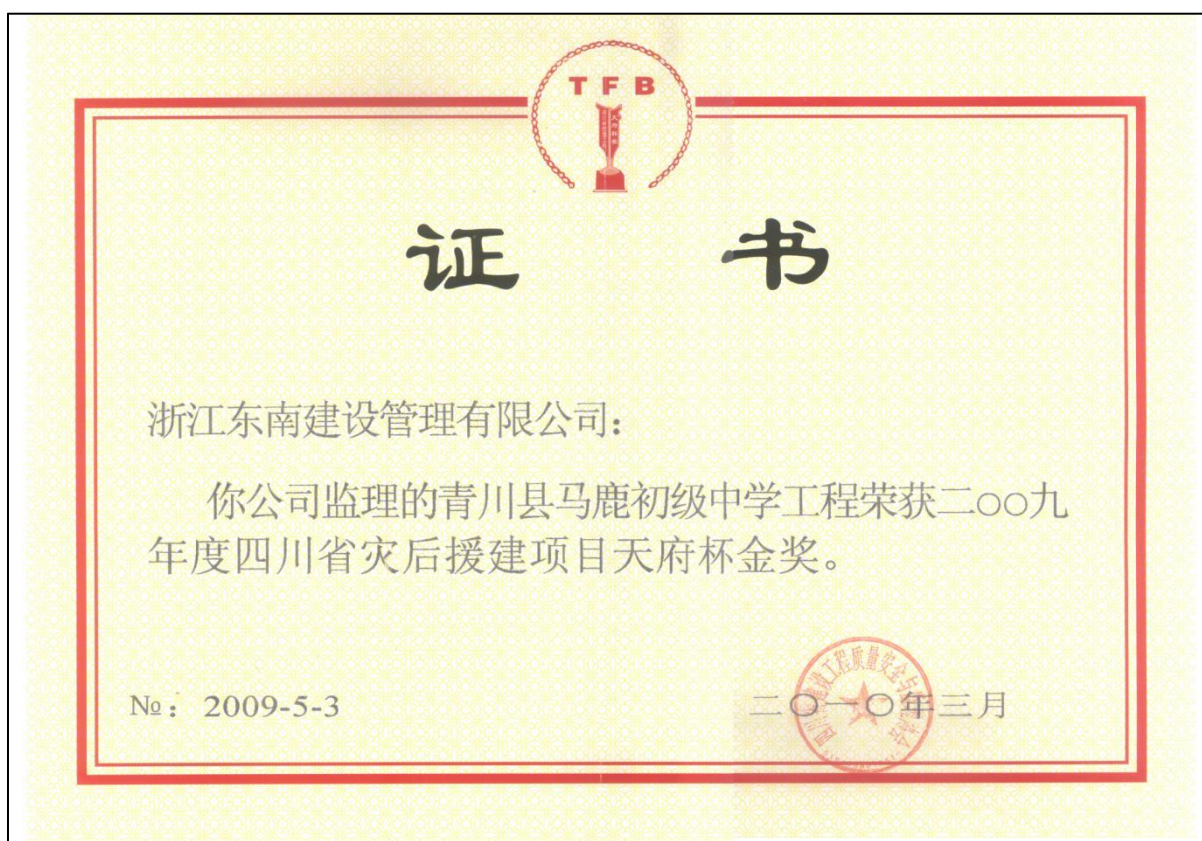 TFB
证 书
浙江东南建设管理有限公司：
你公司监理的青川县马鹿初级中学工程荣获二○○九
年度四川省灾后援建项目天府杯金奖。
№：2009-5-3
二○一○年三月